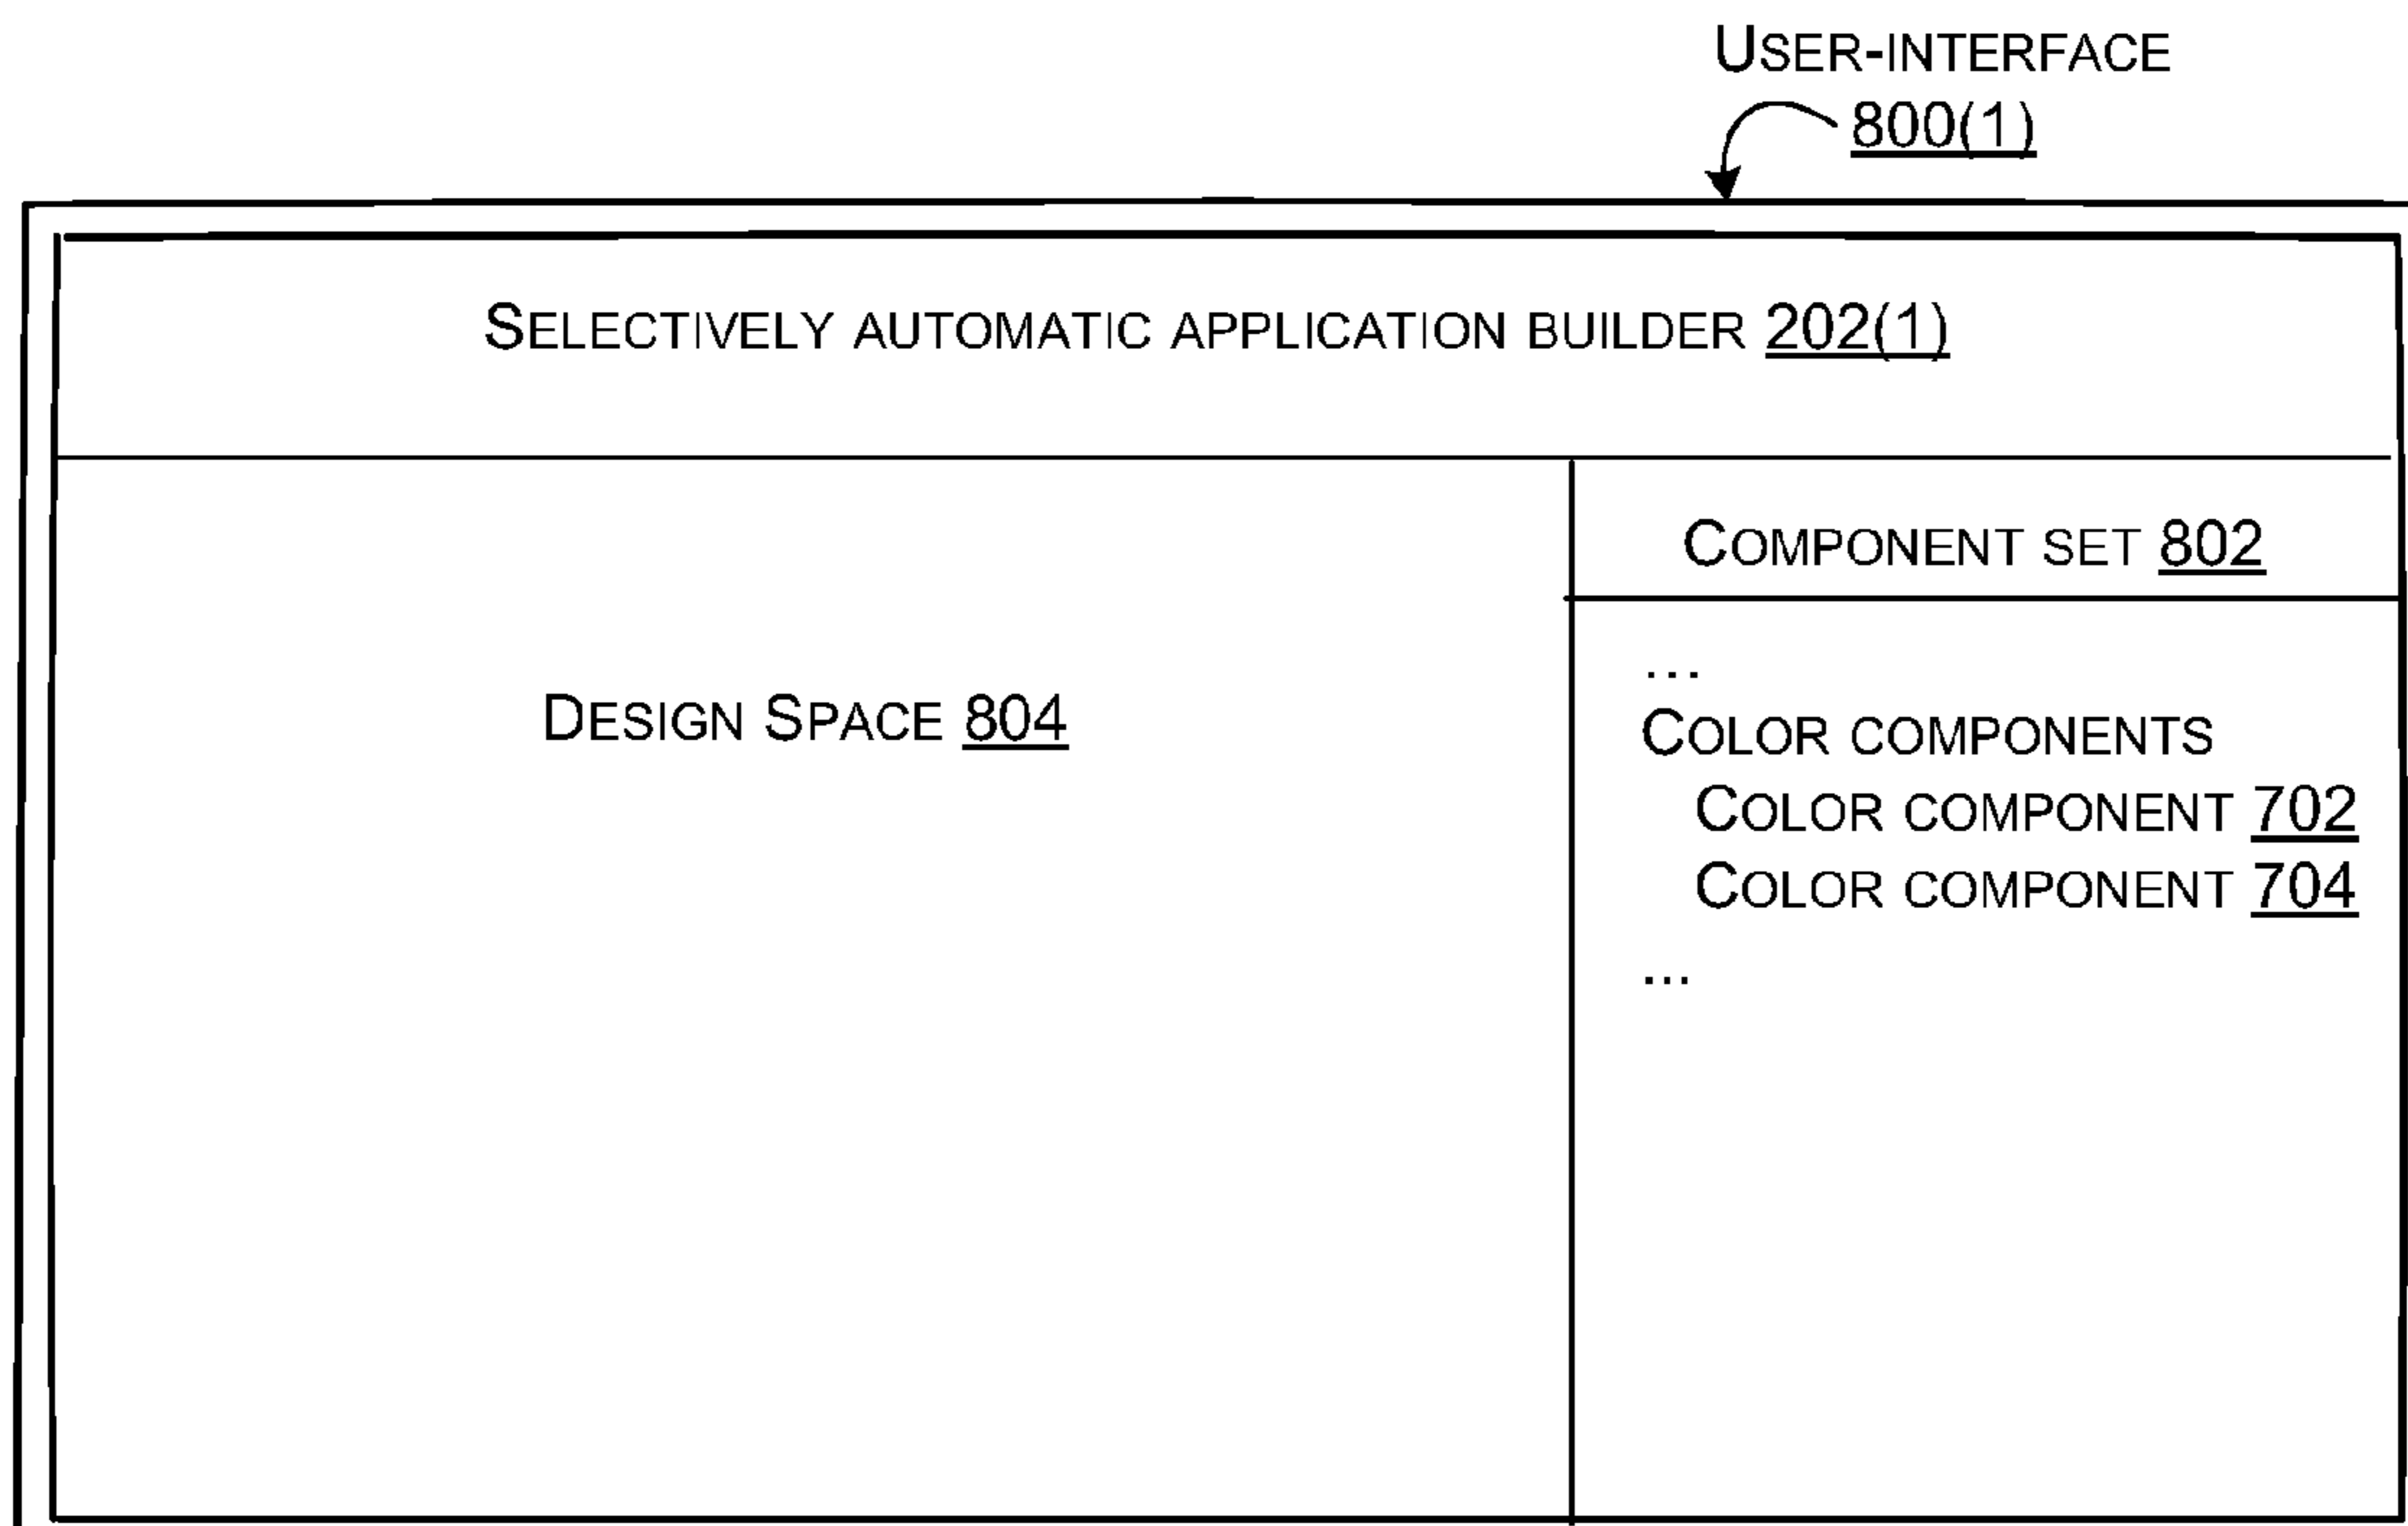 User-interface
800(1)
Selectively automatic application builder 202(1)
Component set 802
Design Space 804
...
Color components
Color component 702
Color component 704
...